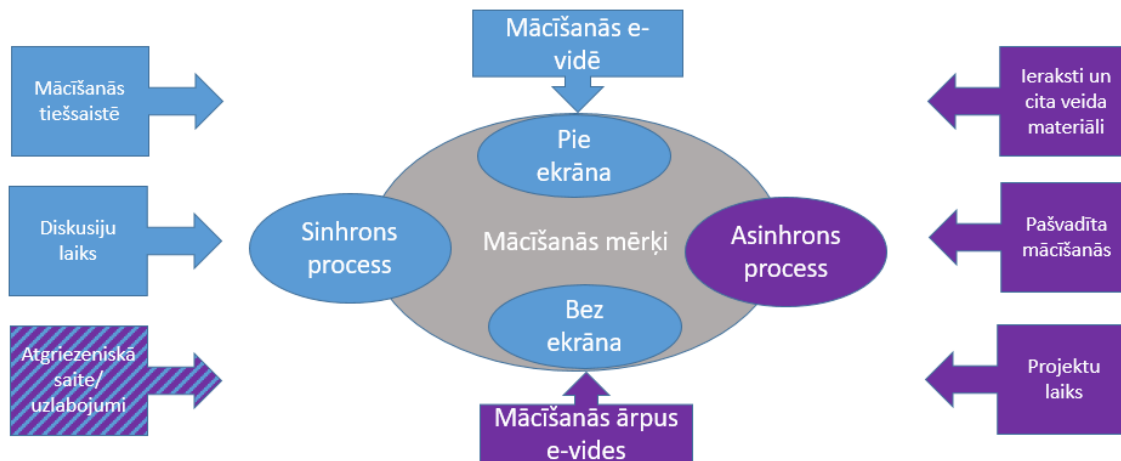 Mācīšanās e-
vidē
Mācīšanās
tiešsaistē
Ieraksti un
cita veida
materiāli
Pie
ekrāna
Diskusiju
laiks
Sinhrons
process
Mācīšanās mērķi
Asinhrons
process
Pašvadīta
mācīšanās
Bez
ekrāna
Atgriezeniskā
saite/
uzlabojumi
Projektu
laiks
Mācīšanās ārpus
e-vides